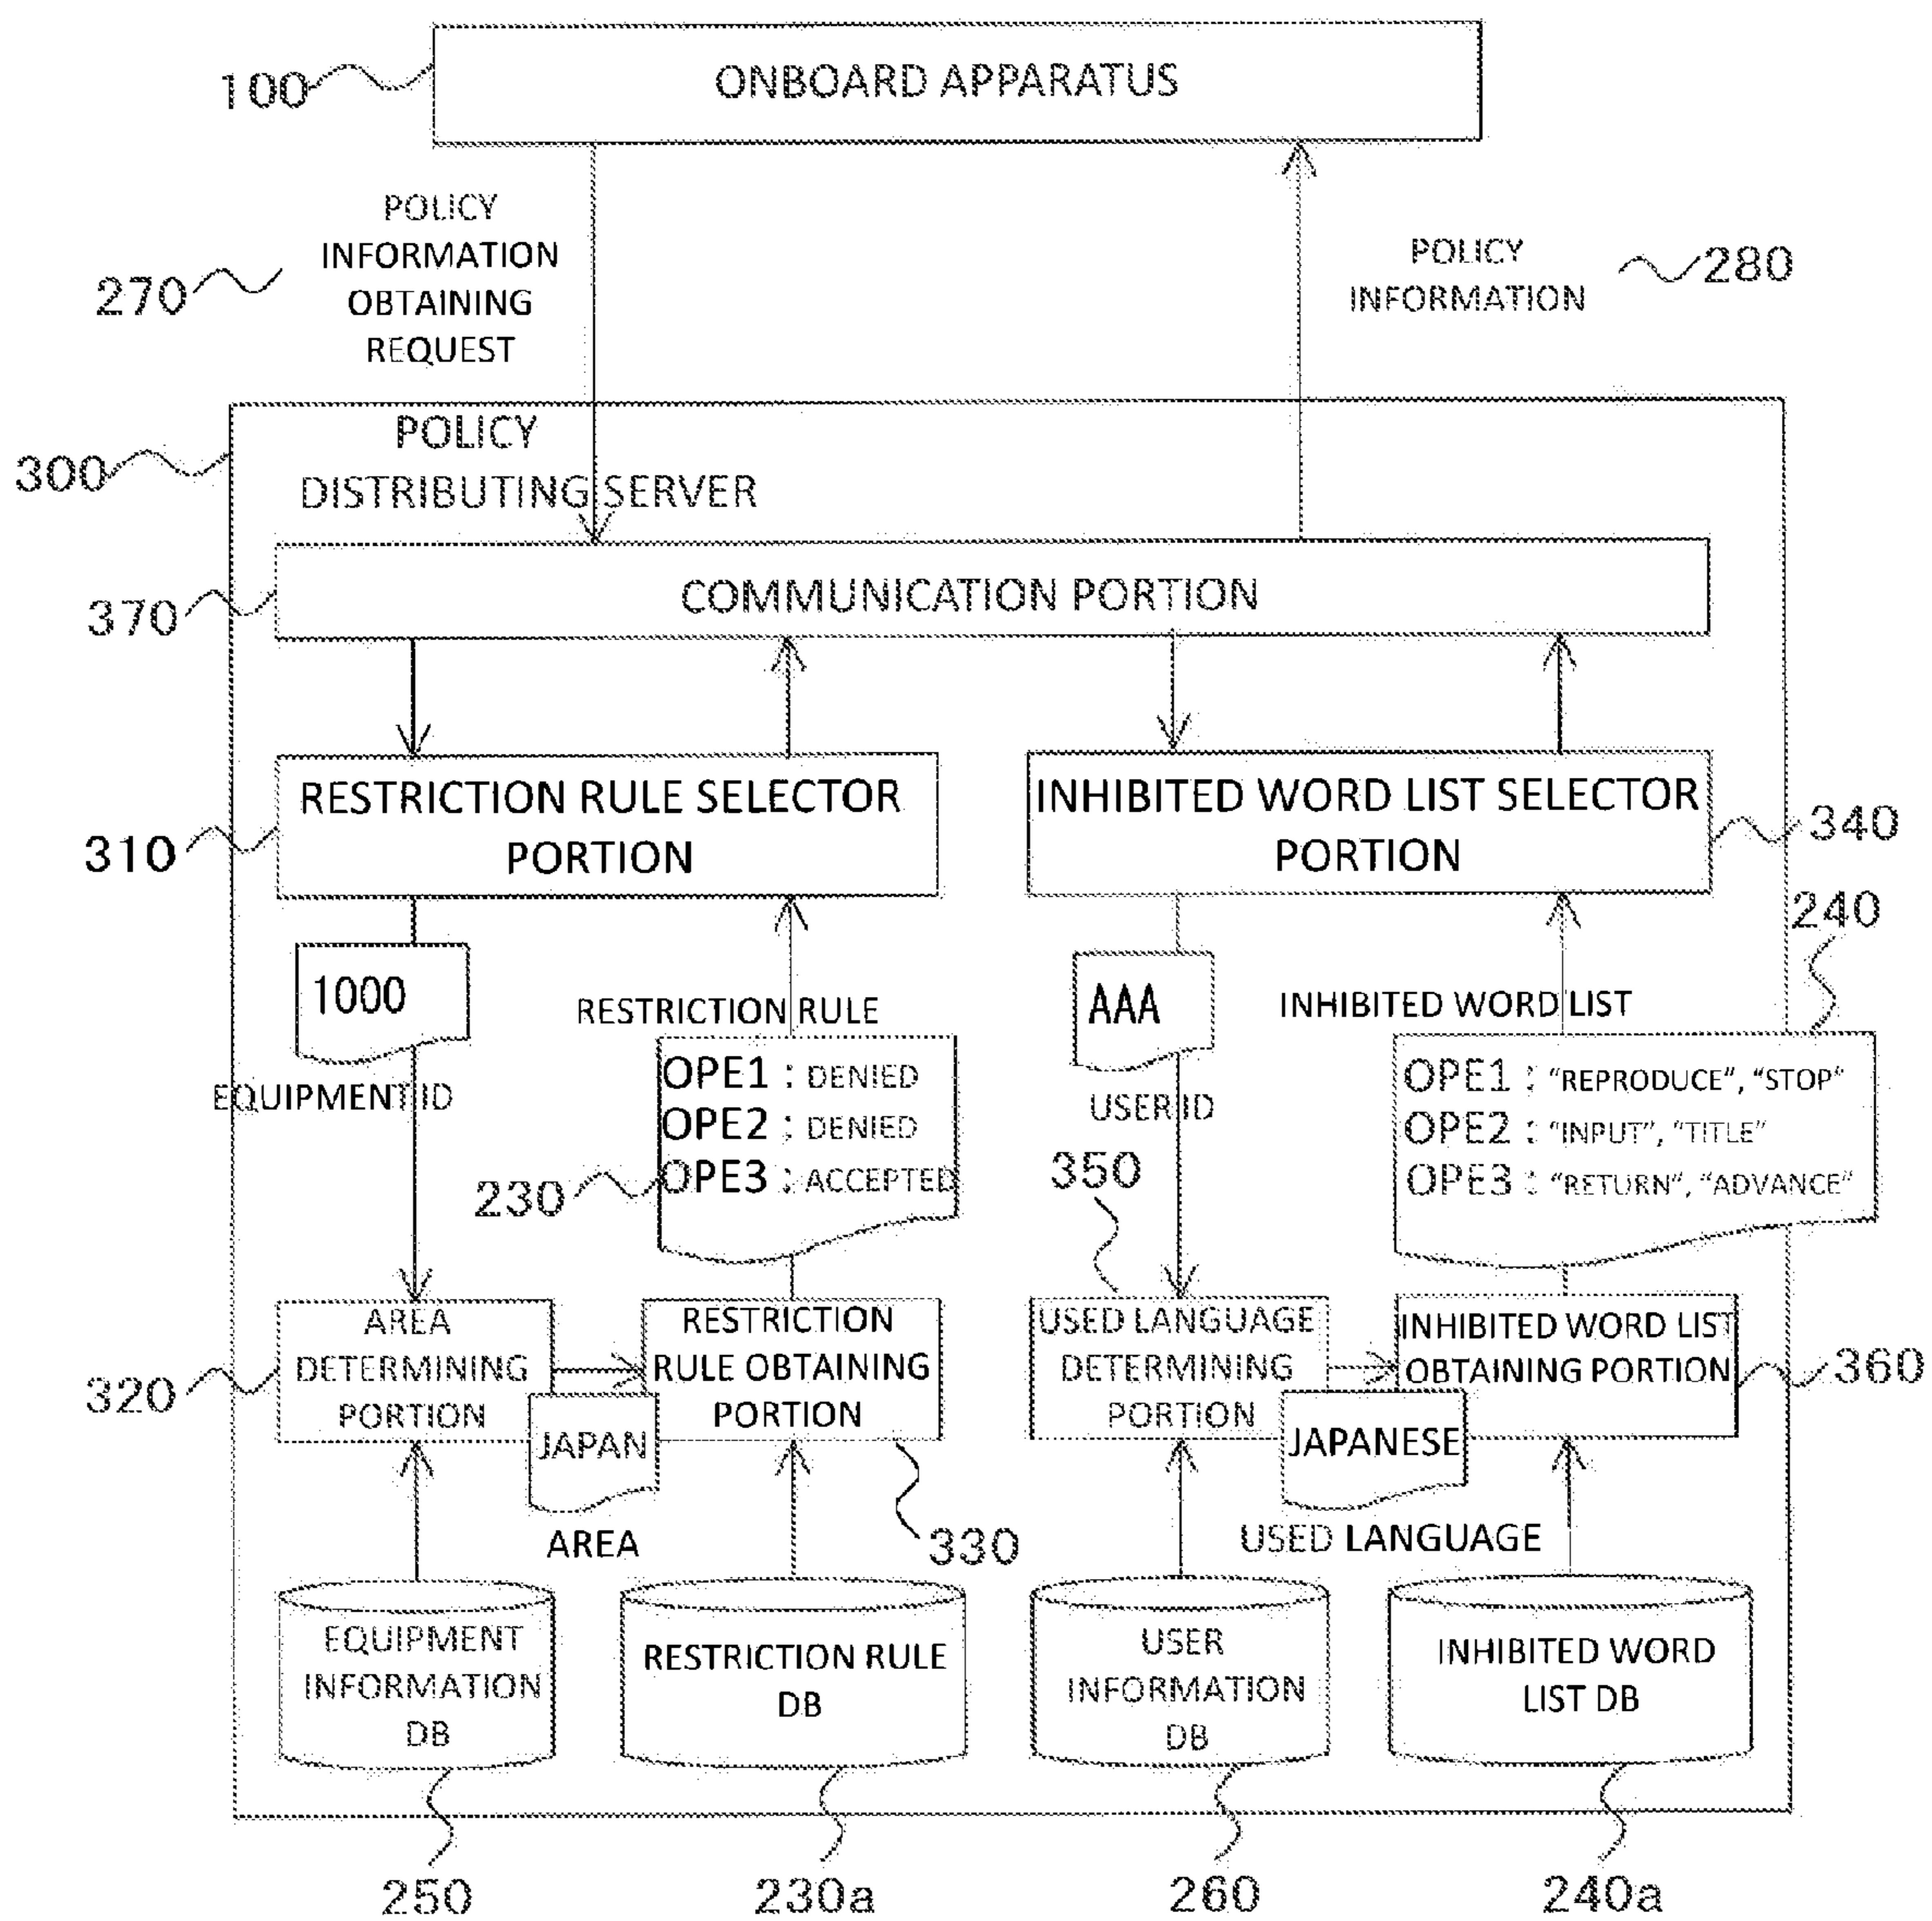 100
ONBOARD APPARATUS
270
POLICY
INFORMATION
OBTAINING
REQUEST
POLICY
INFORMATION
280
300
POLICY
DISTRIBUTING SERVER
370
COMMUNICATION PORTION
310
RESTRICTION RULE SELECTOR
PORTION
INHIBITED WORD LIST SELECTOR
PORTION
340
240
1000
EQUIPMENT ID
RESTRICTION RULE
OPE1 : DENIED
OPE2 : DENIED
OPE3 : ACCEPTED
230
AAA
USER ID
INHIBITED WORD LIST
OPE1 : “REPRODUCE”, “STOP”
OPE2 : “INPUT”, “TITLE”
OPE3 : “RETURN”, “ADVANCE”
350
320
AREA
DETERMINING
PORTION
JAPAN
AREA
RESTRICTION
RULE OBTAINING
PORTION
330
USED LANGUAGE
DETERMINING
PORTION
JAPANESE
USED LANGUAGE
INHIBITED WORD LIST
OBTAINING PORTION
360
EQUIPMENT
INFORMATION
DB
RESTRICTION RULE
DB
USER
INFORMATION
DB
INHIBITED WORD
LIST DB
250
230a
260
240a